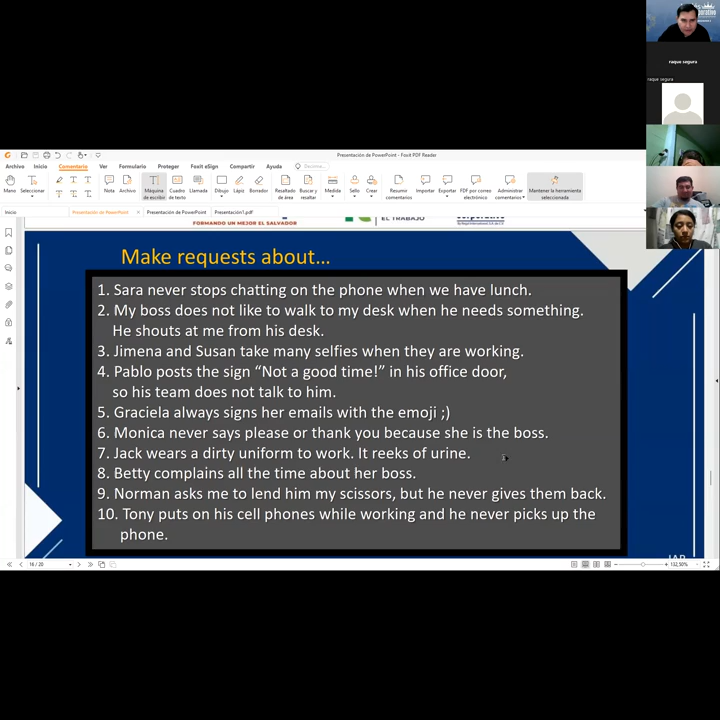 raque segura
raque segura
Presentación de PowerPoint - Foxit PDF Reader
Archivo Inicio Comentario Ver Formulario Proteger Foxit eSign Compartir Ayuda
Mano Seleccionar Nota Archivo Máquina de escribir Cuadro de texto Llamada Dibujo Lápiz Borrador Resultado de área Buscar y resaltar Medida Sello Crear Resumir comentarios Importar Exportar FDF por correo electrónico Administrar comentarios Mantener la herramienta seleccionada
Inicio Presentación de PowerPoint Presentación de PowerPoint Presentación1.pdf
FORMANDO UN MEJOR EL SALVADOR
EL TRABAJO
Make requests about...
1. Sara never stops chatting on the phone when we have lunch.
2. My boss does not like to walk to my desk when he needs something.
He shouts at me from his desk.
3. Jimena and Susan take many selfies when they are working.
4. Pablo posts the sign “Not a good time!” in his office door,
so his team does not talk to him.
5. Graciela always signs her emails with the emoji ;)
6. Monica never says please or thank you because she is the boss.
7. Jack wears a dirty uniform to work. It reeks of urine.
8. Betty complains all the time about her boss.
9. Norman asks me to lend him my scissors, but he never gives them back.
10. Tony puts on his cell phones while working and he never picks up the
phone.
16 / 20
132,50%